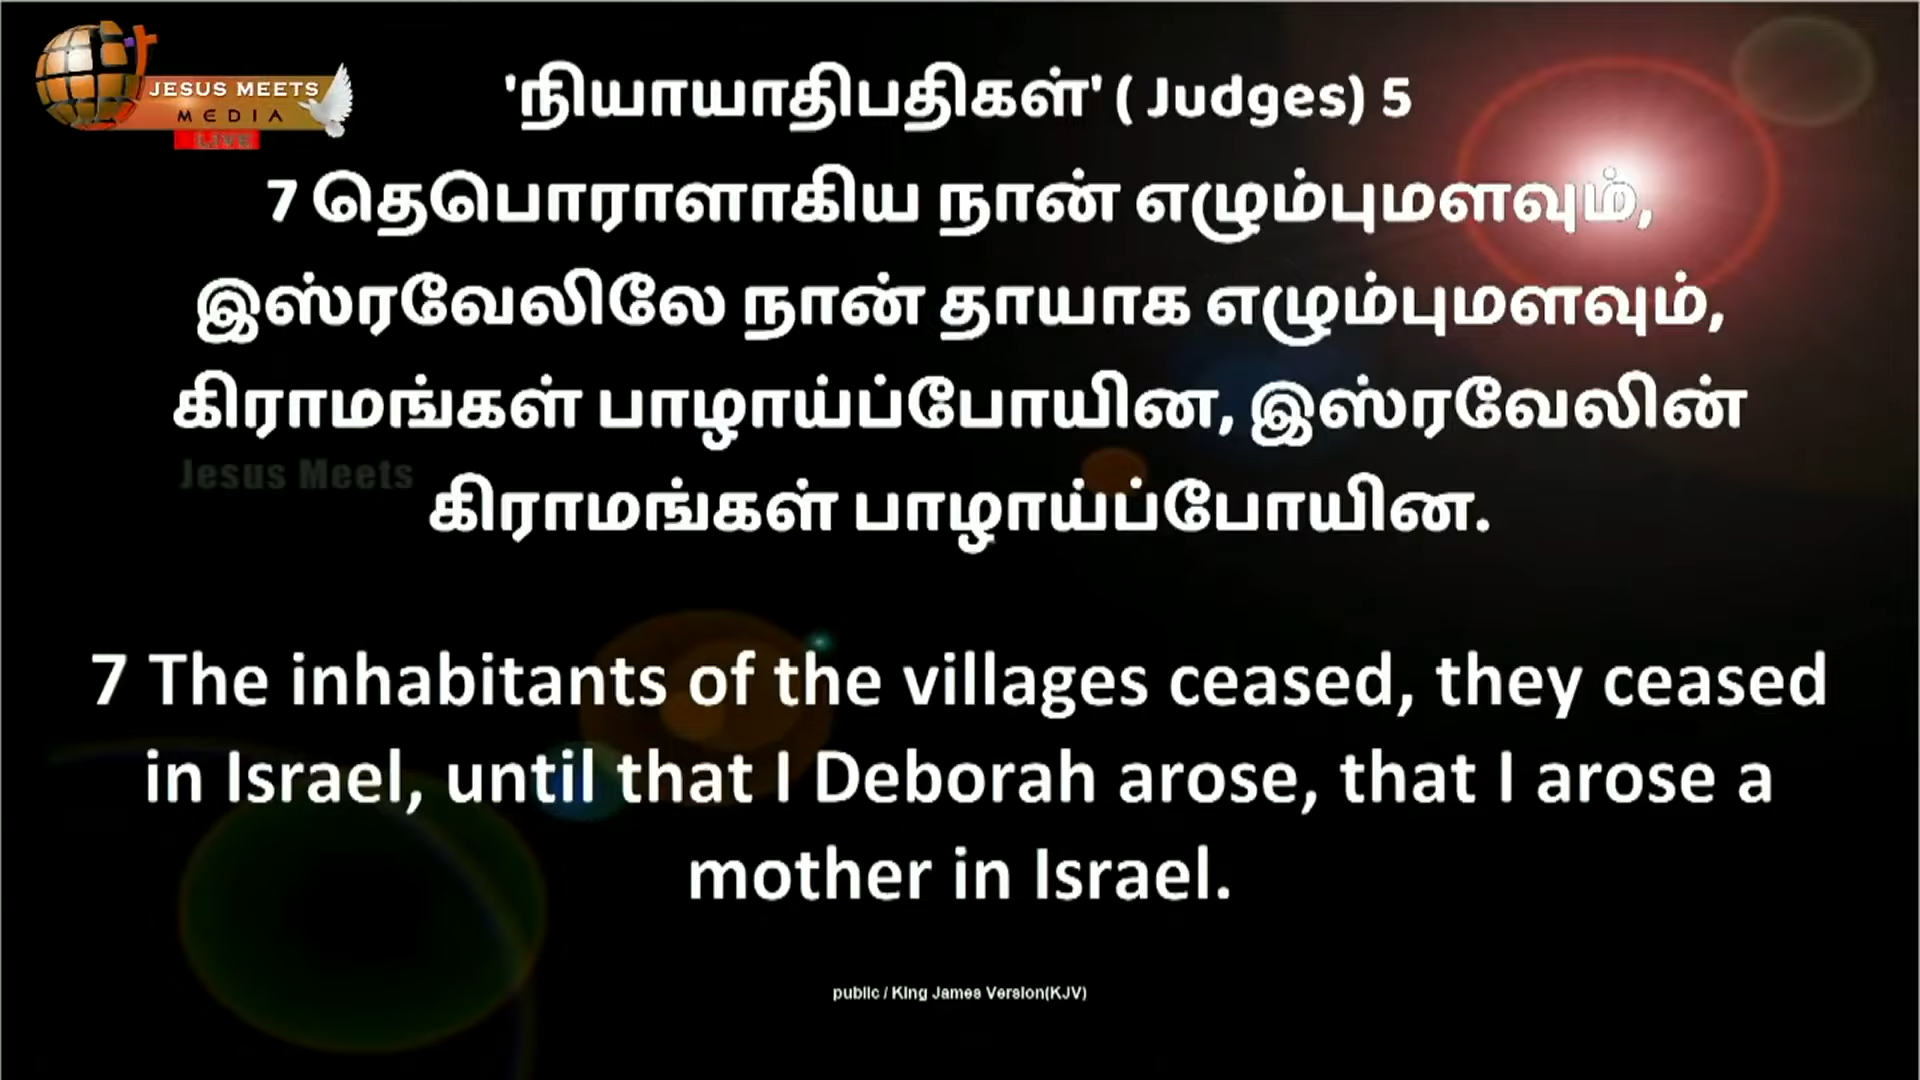 JESUS MEETS
MEDIA
LIVE
'நியாயாதிபதிகள்' ( Judges) 5
7 தெபொராளாகிய நான் எழும்புமளவும்,
இஸ்ரவேலிலே நான் தாயாக எழும்புமளவும்,
கிராமங்கள் பாழாய்ப்போயின, இஸ்ரவேலின்
Jesus Meets
கிராமங்கள் பாழாய்ப்போயின.
7 The inhabitants of the villages ceased, they ceased
in Israel, until that I Deborah arose, that I arose a
mother in Israel.
public / King James Version(KJV)